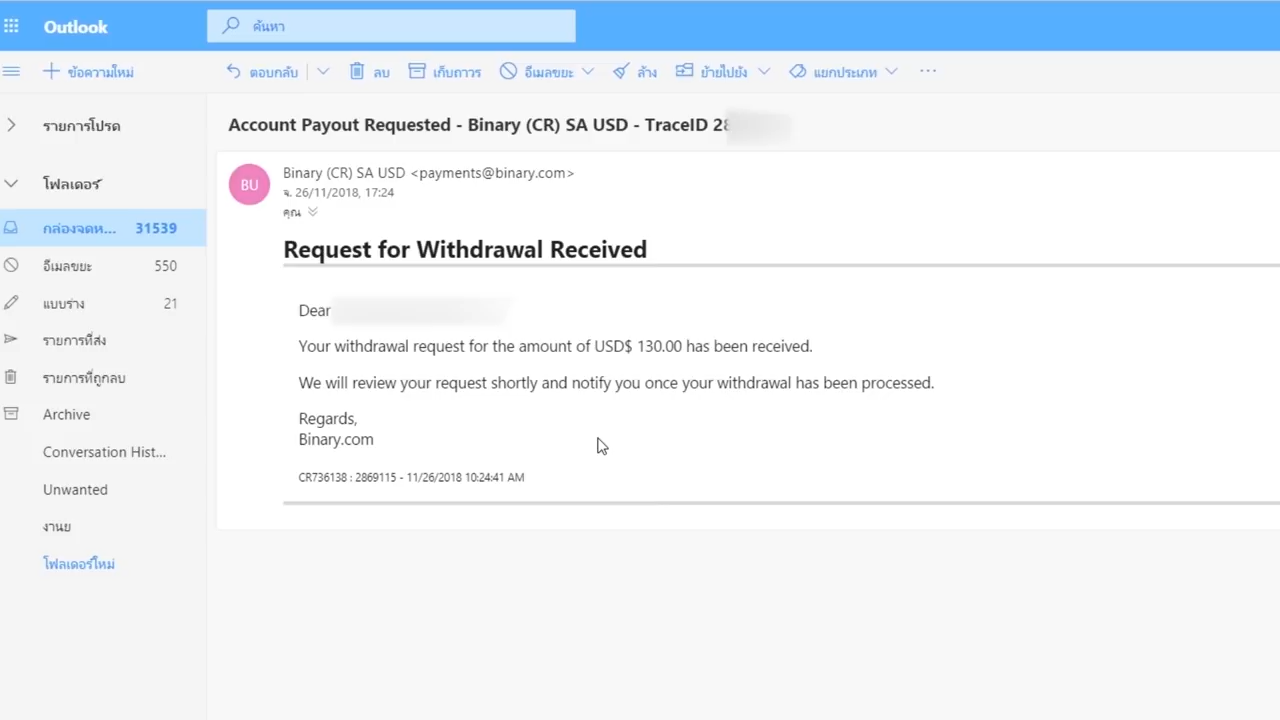 Outlook
ค้นหา
ข้อความใหม่
ตอบกลับ
ลบ
เก็บถาวร
อีเมลขยะ
ล้าง
ย้ายไปยัง
แยกประเภท
รายการโปรด
Account Payout Requested - Binary (CR) SA USD - TraceID 28
โฟลเดอร์
BU
Binary (CR) SA USD <payments@binary.com>
จ. 26/11/2018, 17:24
คุณ
กล่องจดห... 31539
Request for Withdrawal Received
อีเมลขยะ 550
แบบร่าง 21
Dear
รายการที่ส่ง
Your withdrawal request for the amount of USD$ 130.00 has been received.
รายการที่ถูกลบ
We will review your request shortly and notify you once your withdrawal has been processed.
Archive
Regards,
Binary.com
Conversation Hist...
CR736138 : 2869115 - 11/26/2018 10:24:41 AM
Unwanted
งานย
โฟลเดอร์ใหม่